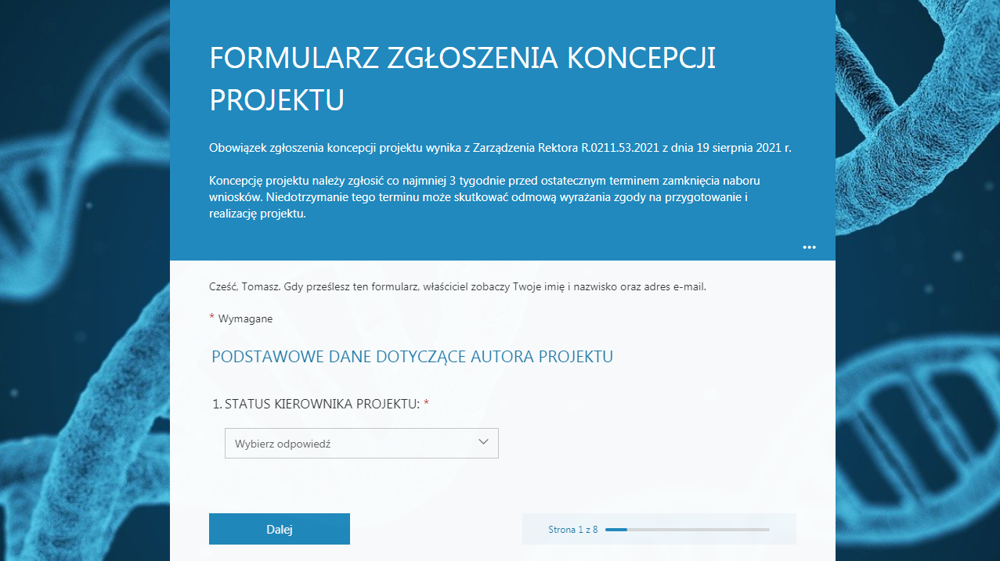 FORMULARZ ZGŁOSZENIA KONCEPCJI
PROJEKTU
Obowiązek zgłoszenia koncepcji projektu wynika z Zarządzenia Rektora R.0211.53.2021 z dnia 19 sierpnia 2021 r.
Koncepcję projektu należy zgłosić co najmniej 3 tygodnie przed ostatecznym terminem zamknięcia naboru
wniosków. Niedotrzymanie tego terminu może skutkować odmową wyrażania zgody na przygotowanie i
realizację projektu.
Cześć, Tomasz. Gdy prześlesz ten formularz, właściciel zobaczy Twoje imię i nazwisko oraz adres e-mail.
* Wymagane
PODSTAWOWE DANE DOTYCZĄCE AUTORA PROJEKTU
1. STATUS KIEROWNIKA PROJEKTU: *
Wybierz odpowiedź
Dalej
Strona 1 z 8